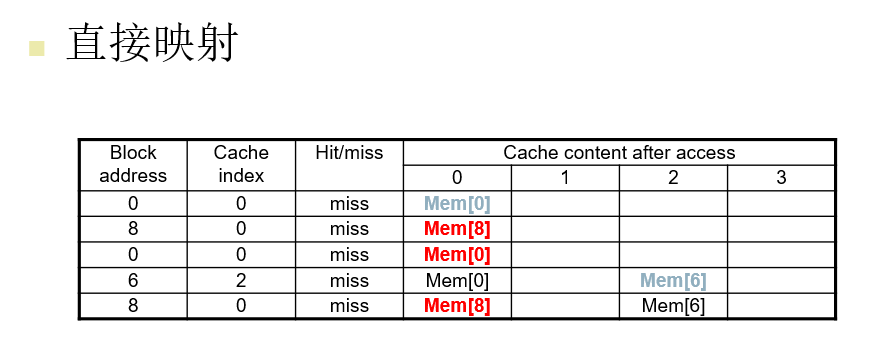 直接映射
Block address Cache index Hit/miss Cache content after access
0 1 2 3
0 0 miss Mem[0]
8 0 miss Mem[8]
0 0 miss Mem[0]
6 2 miss Mem[0] Mem[6]
8 0 miss Mem[8] Mem[6]